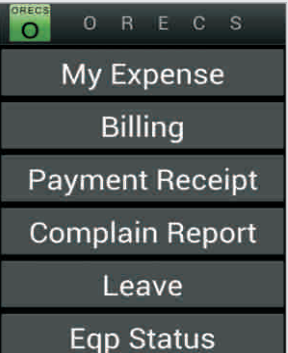 ORECS
O
O R E C S
My Expense
Billing
Payment Receipt
Complain Report
Leave
Eqp Status